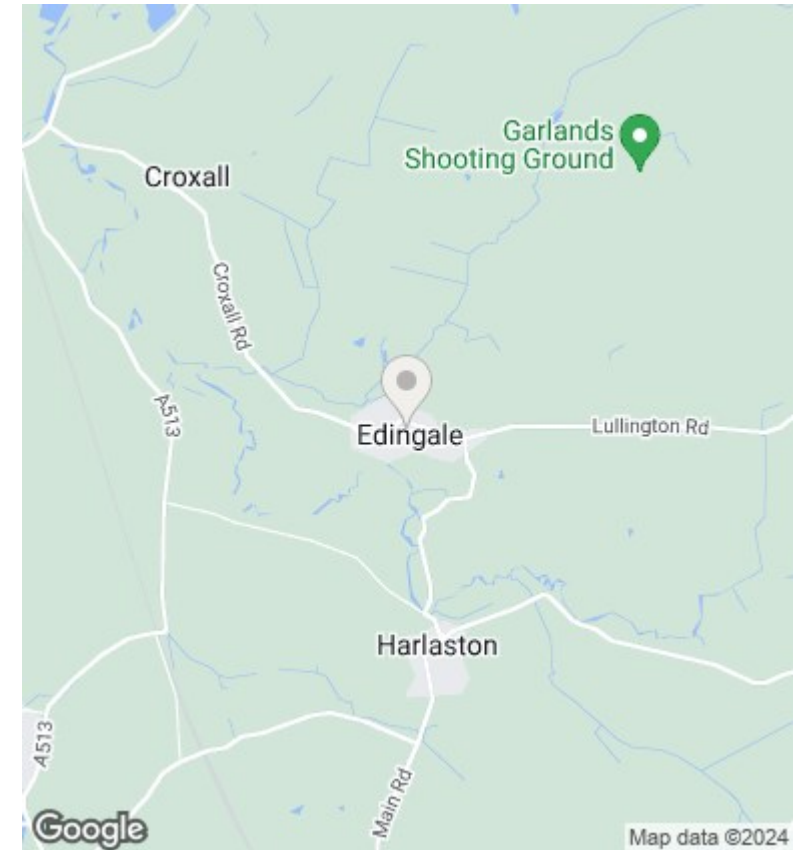 Garlands
Shooting Ground
Croxall
Croxall Rd
A513
Edingale
Lullington Rd
Harlaston
A513
Main Rd
Google
Map data ©2024